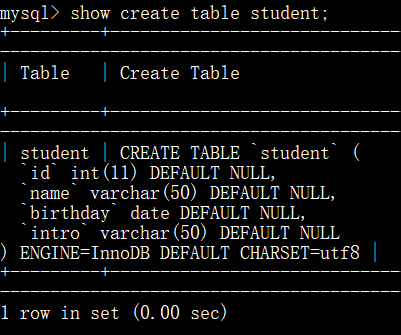 mysql> show create table student;
+---------+-------------------------------
-----------------------------------------
| Table   | Create Table
+---------+-------------------------------
-----------------------------------------
| student | CREATE TABLE `student` (
  `id` int(11) DEFAULT NULL,
  `name` varchar(50) DEFAULT NULL,
  `birthday` date DEFAULT NULL,
  `intro` varchar(50) DEFAULT NULL
) ENGINE=InnoDB DEFAULT CHARSET=utf8 |
+---------+-------------------------------
-----------------------------------------
1 row in set (0.00 sec)